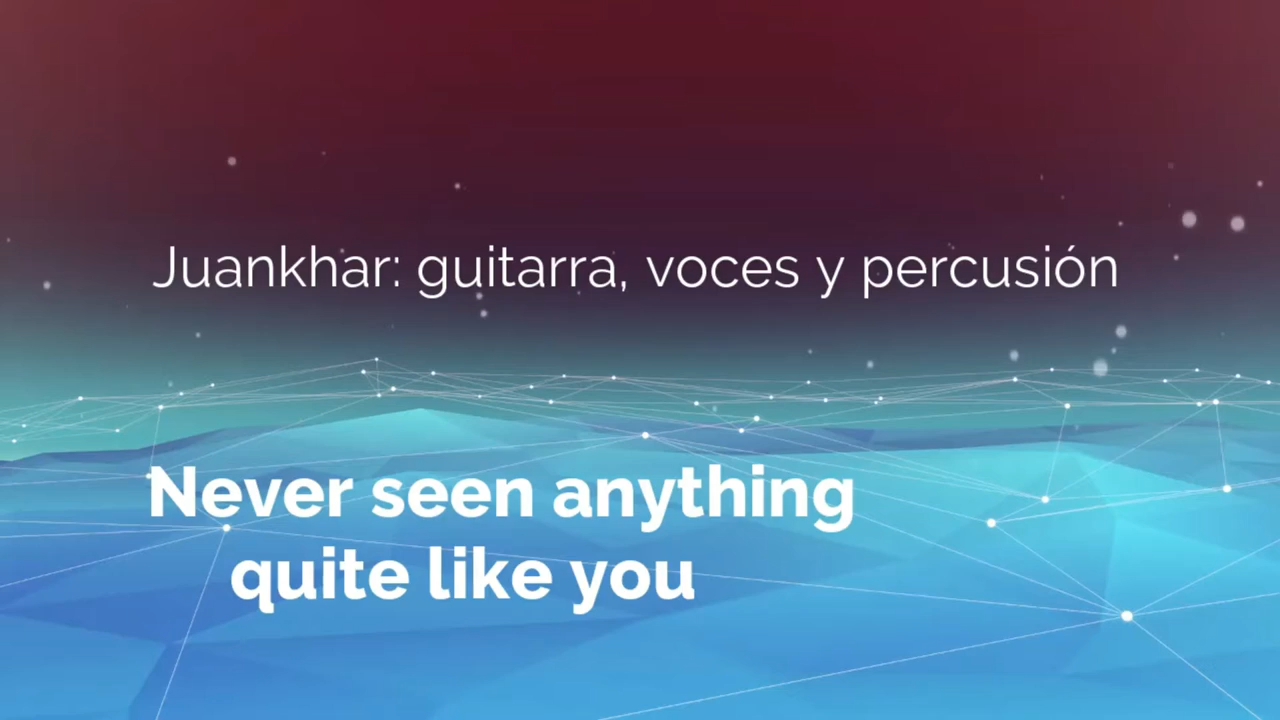 Juankhar: guitarra, voces y percusión
Never seen anything
quite like you